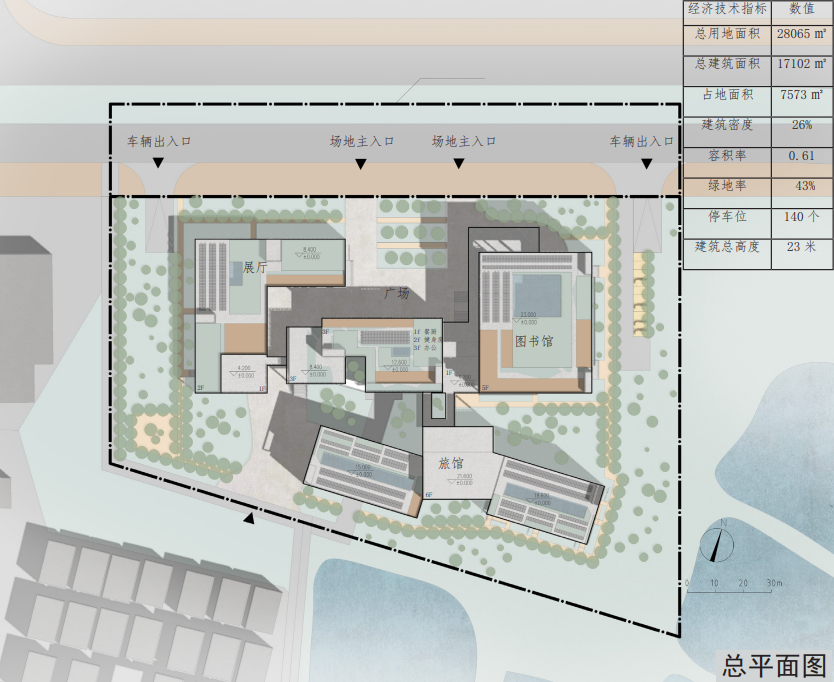 经济技术指标 数值
总用地面积 28065 m²
总建筑面积 17102 m²
占地面积 7573 m²
建筑密度 26%
容积率 0.61
绿地率 43%
停车位 140 个
建筑总高度 23 米
车辆出入口 场地主入口 场地主入口 车辆出入口
展厅
8.400
±0.000
广场
23.000
±0.000
图书馆
3F
1f 餐厅
2f 健身房
3f 办公
12.600
±0.000
4.200
±0.000
8.400
±0.000
2F
1F
3F
1F
±0.000
5F
旅馆
15.000
±0.000
±0.000
6F
±0.000
N
0 10 20 30m
总平面图